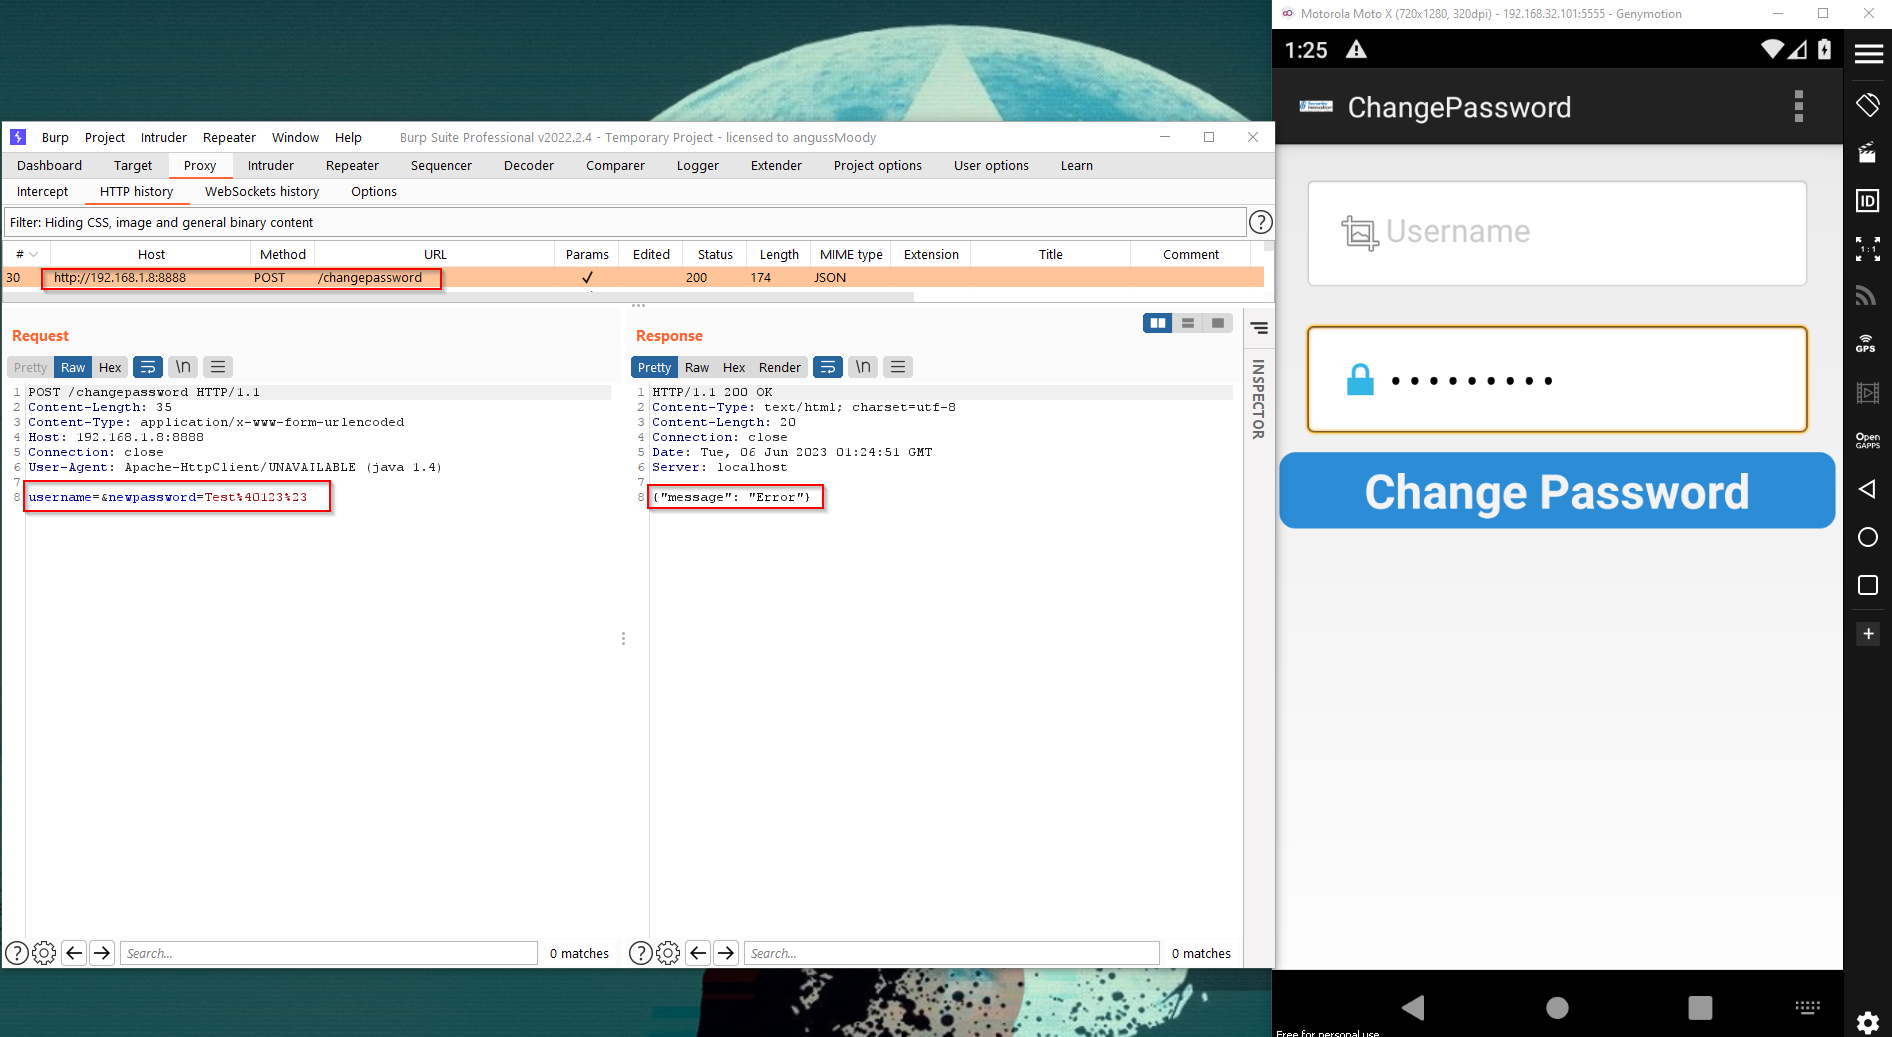 Motorola Moto X (720x1280, 320dpi) - 192.168.32.101:5555 - Genymotion
1:25
ChangePassword
Burp Project Intruder Repeater Window Help Burp Suite Professional v2022.2.4 - Temporary Project - licensed to angussMoody
Dashboard Target Proxy Intruder Repeater Sequencer Decoder Comparer Logger Extender Project options User options Learn
Intercept HTTP history WebSockets history Options
Filter: Hiding CSS, image and general binary content
?
# Host Method URL Params Edited Status Length MIME type Extension Title Comment
30 http://192.168.1.8:8888 POST /changepassword ✓ 200 174 JSON
Request
Pretty Raw Hex \n
1 POST /changepassword HTTP/1.1
2 Content-Length: 35
3 Content-Type: application/x-www-form-urlencoded
4 Host: 192.168.1.8:8888
5 Connection: close
6 User-Agent: Apache-HttpClient/UNAVAILABLE (java 1.4)
7
8 username=&newpassword=Test%40123%23
? Search... 0 matches
Response
Pretty Raw Hex Render \n
1 HTTP/1.1 200 OK
2 Content-Type: text/html; charset=utf-8
3 Content-Length: 20
4 Connection: close
5 Date: Tue, 06 Jun 2023 01:24:51 GMT
6 Server: localhost
7
8 {"message": "Error"}
? Search... 0 matches
INSPECTOR
Username
•••••••••
Change Password
ID
1:1
GPS
Open
GAPPS
Free for personal use